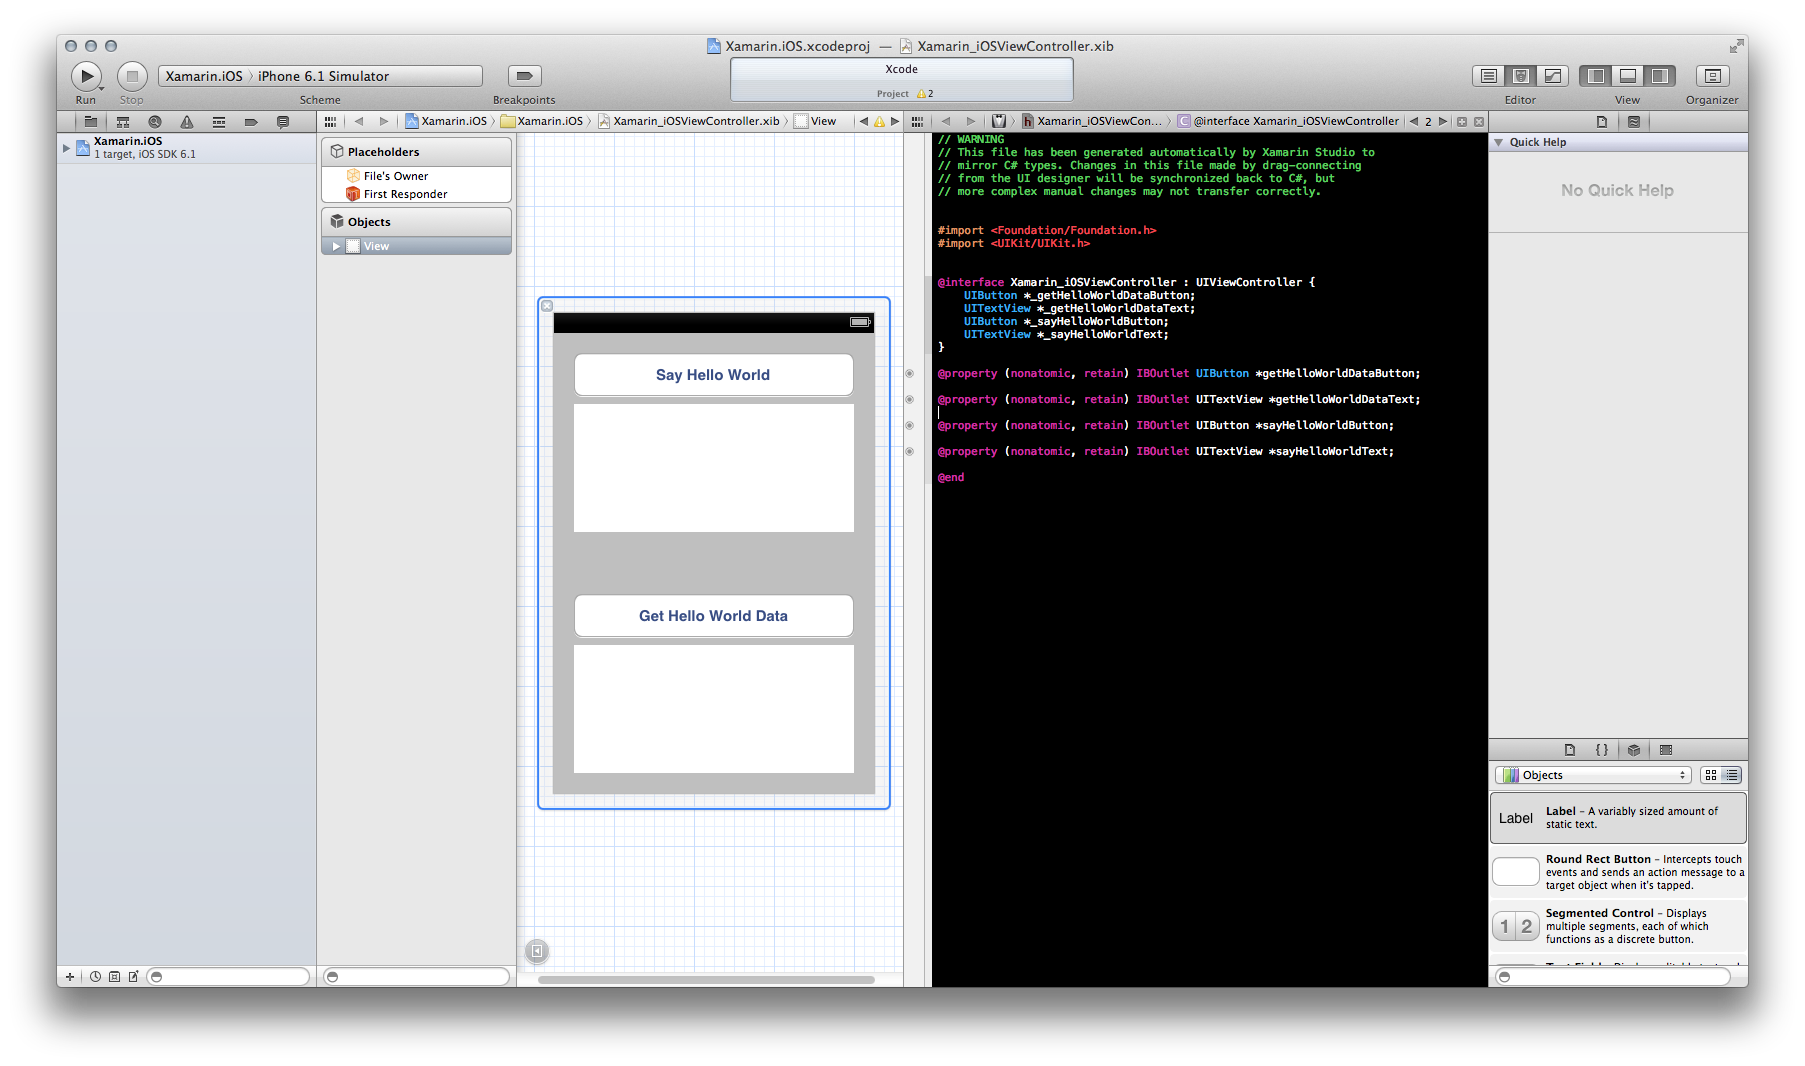 Xamarin.iOS.xcodeproj — Xamarin_iOSViewController.xib
Xamarin.iOS 〉 iPhone 6.1 Simulator
Xcode
Project 2
Run
Stop
Scheme
Breakpoints
Editor
View
Organizer
Xamarin.iOS 〉 Xamarin.iOS 〉 Xamarin_iOSViewController.xib 〉 View
h Xamarin_iOSViewCon... 〉 C @interface Xamarin_iOSViewController 2
Xamarin.iOS
1 target, iOS SDK 6.1
Placeholders
File's Owner
First Responder
Objects
View
Say Hello World
Get Hello World Data
// WARNING
// This file has been generated automatically by Xamarin Studio to
// mirror C# types. Changes in this file made by drag-connecting
// from the UI designer will be synchronized back to C#, but
// more complex manual changes may not transfer correctly.
#import <Foundation/Foundation.h>
#import <UIKit/UIKit.h>
@interface Xamarin_iOSViewController : UIViewController {
UIButton *_getHelloWorldDataButton;
UITextView *_getHelloWorldDataText;
UIButton *_sayHelloWorldButton;
UITextView *_sayHelloWorldText;
}
@property (nonatomic, retain) IBOutlet UIButton *getHelloWorldDataButton;
@property (nonatomic, retain) IBOutlet UITextView *getHelloWorldDataText;
@property (nonatomic, retain) IBOutlet UIButton *sayHelloWorldButton;
@property (nonatomic, retain) IBOutlet UITextView *sayHelloWorldText;
@end
Quick Help
No Quick Help
{ }
Objects
Label
Label – A variably sized amount of
static text.
Round Rect Button – Intercepts touch
events and sends an action message to a
target object when it's tapped.
1 2
Segmented Control – Displays
multiple segments, each of which
functions as a discrete button.